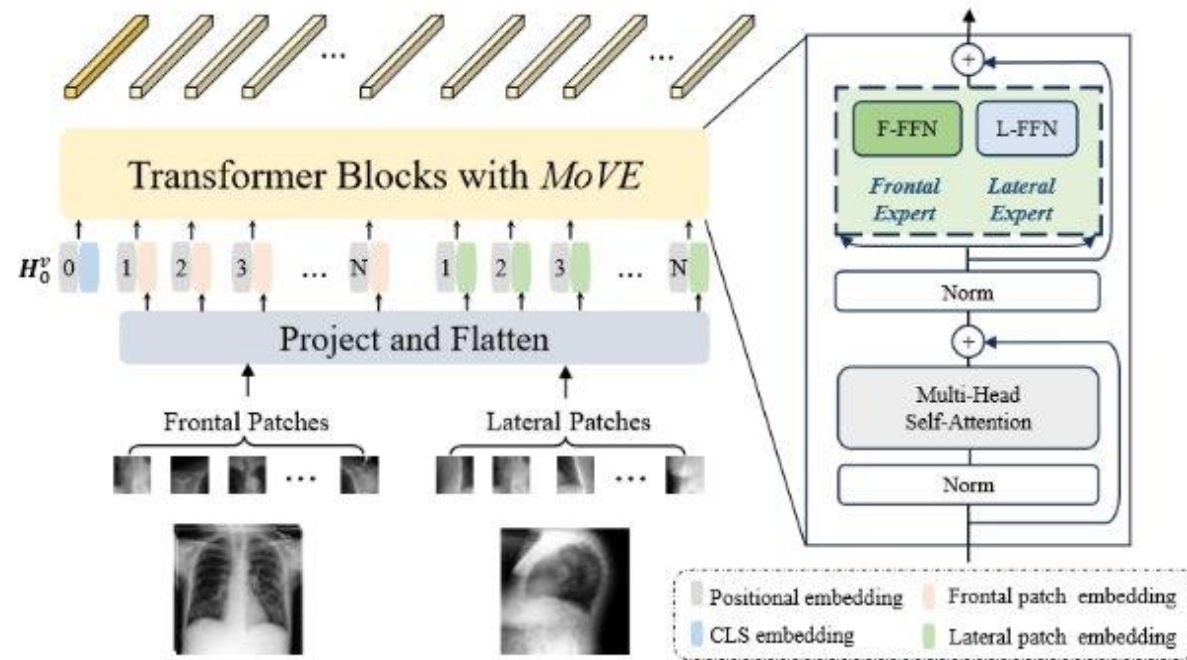 ...
...
Transformer Blocks with MoVE
H₀ᵛ 0 1 2 3 ... N 1 2 3 ... N
Project and Flatten
Frontal Patches
Lateral Patches
...
...
+
F-FFN
L-FFN
Frontal
Expert
Lateral
Expert
Norm
+
Multi-Head
Self-Attention
Norm
Positional embedding
Frontal patch embedding
CLS embedding
Lateral patch embedding